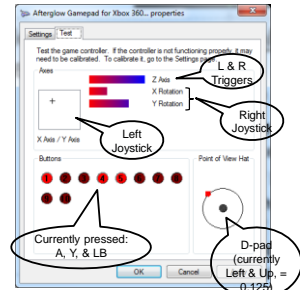 Afterglow Gamepad for Xbox 360... properties
Settings Test
Test the game controller. If the controller is not functioning properly, it may
need to be calibrated. To calibrate it, go to the Settings page
Axes
Z Axis
X Rotation
Y Rotation
X Axis / Y Axis
L & R
Triggers
Right
Joystick
Left
Joystick
Buttons
Point of View Hat
1 2 3 4 5 6 7 8
9 10
Currently pressed:
A, Y, & LB
D-pad
(currently
Left & Up, =
0.125)
OK Cancel